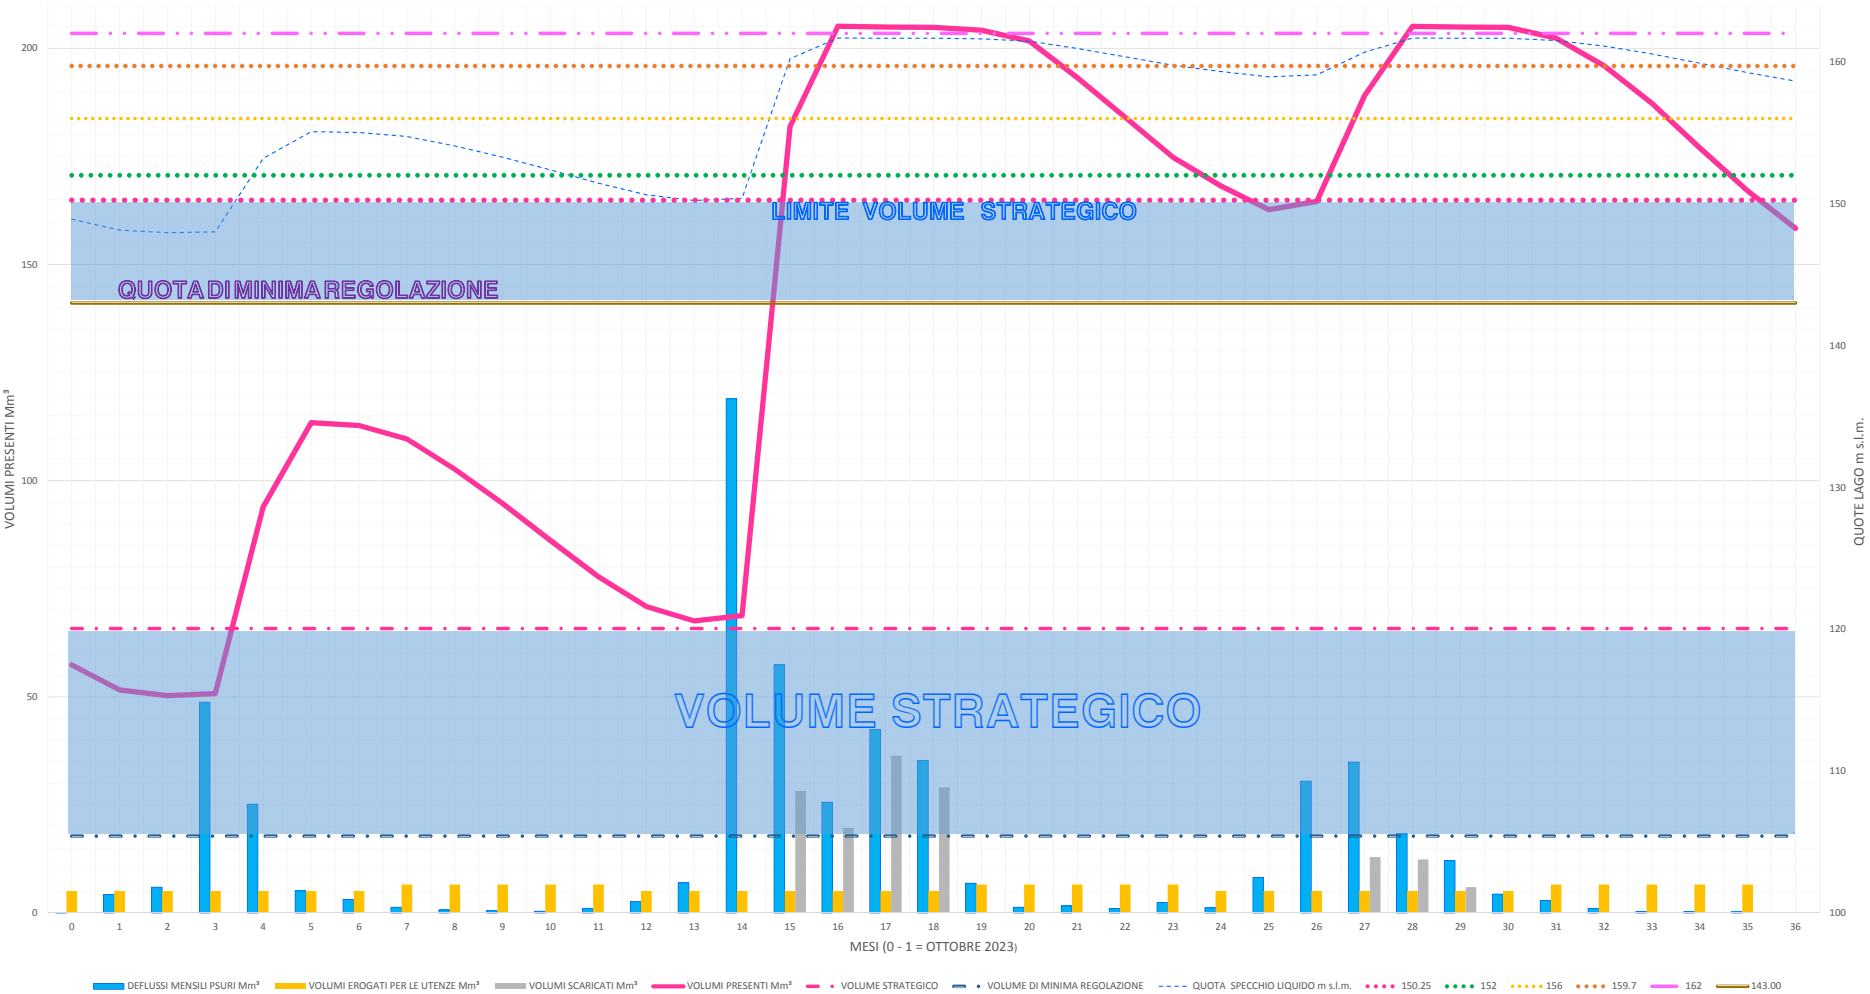 200
150
100
50
0
VOLUMI PRESENTI Mm³
160
150
140
130
120
110
100
QUOTE LAGO m s.l.m.
LIMITE VOLUME STRATEGICO
QUOTA DI MINIMA REGOLAZIONE
VOLUME STRATEGICO
0 1 2 3 4 5 6 7 8 9 10 11 12 13 14 15 16 17 18 19 20 21 22 23 24 25 26 27 28 29 30 31 32 33 34 35 36
MESI (0 - 1 = OTTOBRE 2023)
DEFLUSSI MENSILI PSURI Mm³ VOLUMI EROGATI PER LE UTENZE Mm³ VOLUMI SCARICATI Mm³ VOLUMI PRESENTI Mm³ VOLUME STRATEGICO VOLUME DI MINIMA REGOLAZIONE QUOTA SPECCHIO LIQUIDO m s.l.m. 150.25 152 156 159.7 162 143.00